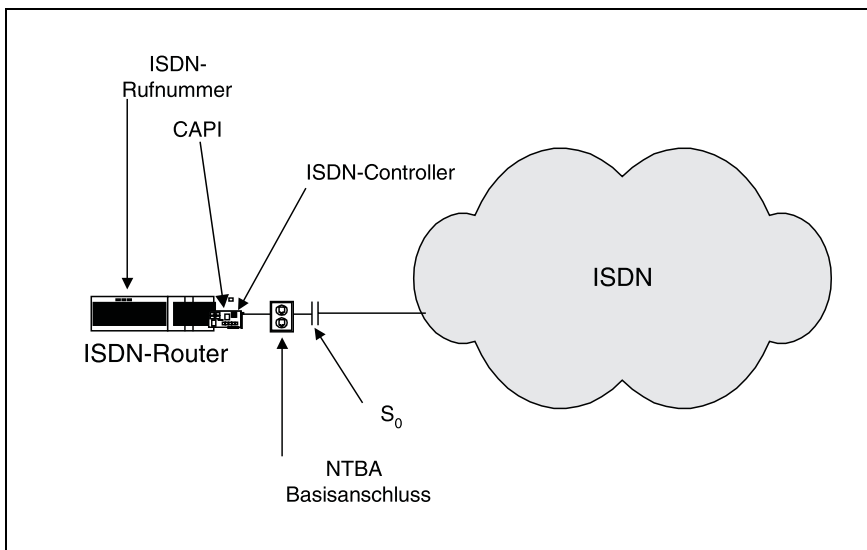 ISDN-
Rufnummer
CAPI
ISDN-Controller
ISDN
ISDN-Router
S0
NTBA
Basisanschluss